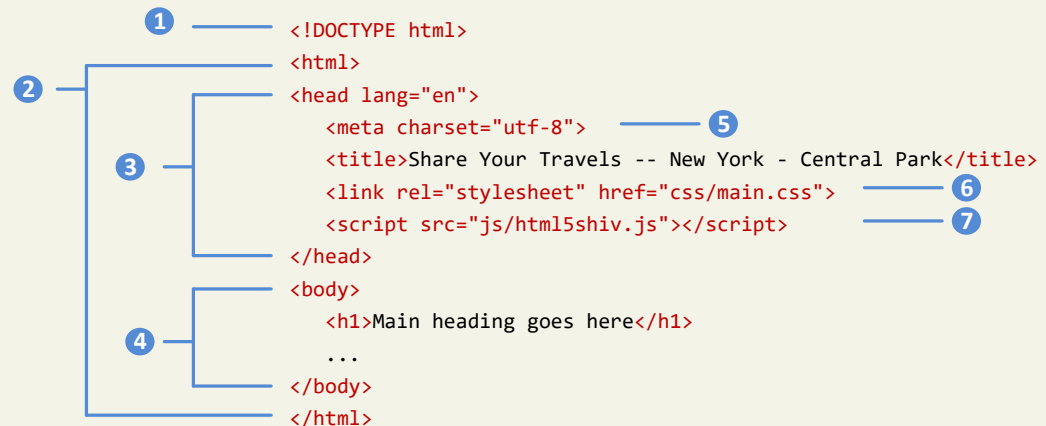 1 <!DOCTYPE html>
<html>
2 <head lang="en">
<meta charset="utf-8"> 5
3 <title>Share Your Travels -- New York - Central Park</title>
<link rel="stylesheet" href="css/main.css"> 6
<script src="js/html5shiv.js"></script> 7
</head>
<body>
<h1>Main heading goes here</h1>
4 ...
</body>
</html>